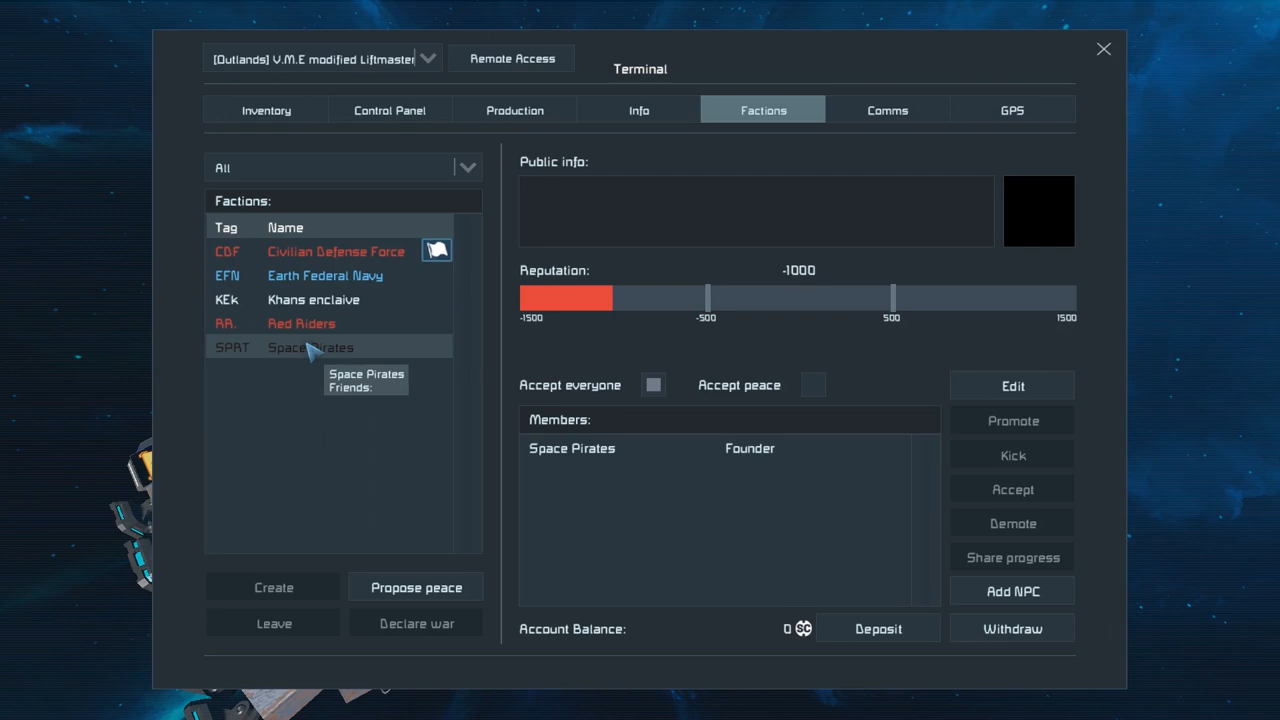 [Outlands] V.M.E modified Liftmaster
Remote Access
Terminal
Inventory
Control Panel
Production
Info
Factions
Comms
GPS
All
Factions:
Tag Name
CDF Civilian Defense Force
EFN Earth Federal Navy
KEk Khans enclaive
RR. Red Riders
SPRT Space Pirates
Space Pirates
Friends:
Create
Propose peace
Leave
Declare war
Public info:
Reputation: -1000
-1500 -500 500 1500
Accept everyone
Accept peace
Members:
Space Pirates Founder
Edit
Promote
Kick
Accept
Demote
Share progress
Add NPC
Account Balance: 0 SC
Deposit
Withdraw